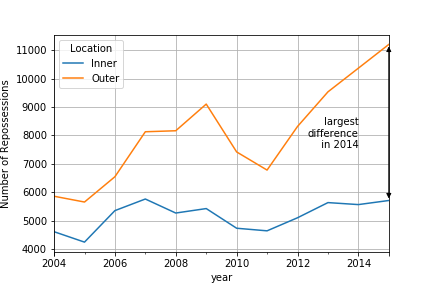 Location
Inner
Outer
11000
10000
9000
8000
7000
6000
5000
4000
Number of Repossessions
largest
difference
in 2014
2004
2006
2008
2010
2012
2014
year